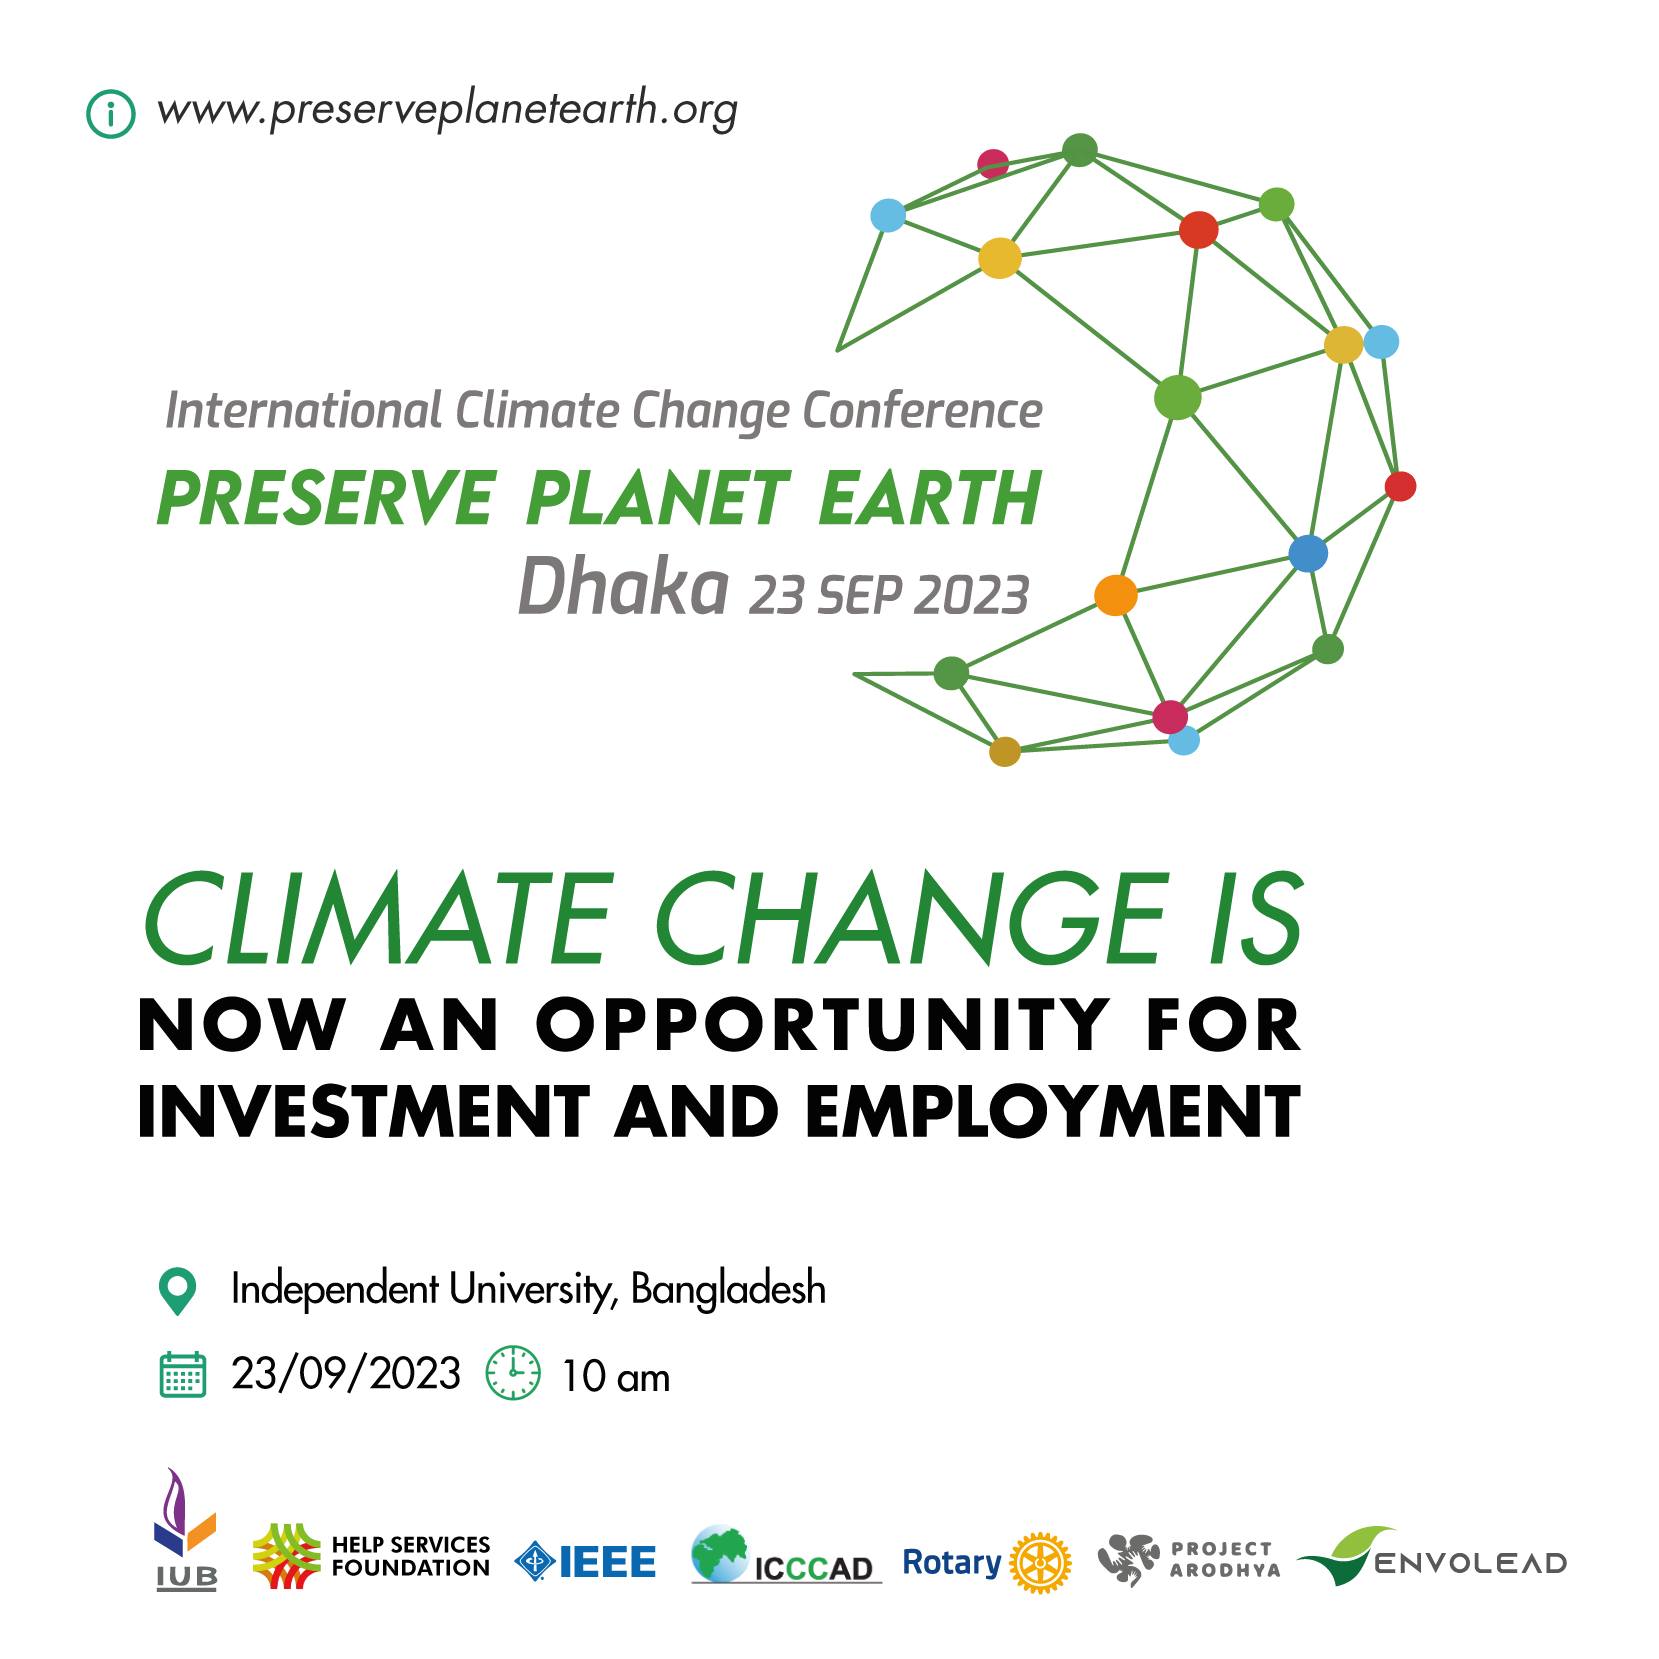 www.preserveplanetearth.org
International Climate Change Conference
PRESERVE PLANET EARTH
Dhaka 23 SEP 2023
CLIMATE CHANGE IS
NOW AN OPPORTUNITY FOR
INVESTMENT AND EMPLOYMENT
Independent University, Bangladesh
23/09/2023 10 am
IUB
HELP SERVICES
FOUNDATION
IEEE
ICCCAD
Rotary
PROJECT
ARODHYA
ENVOLEAD